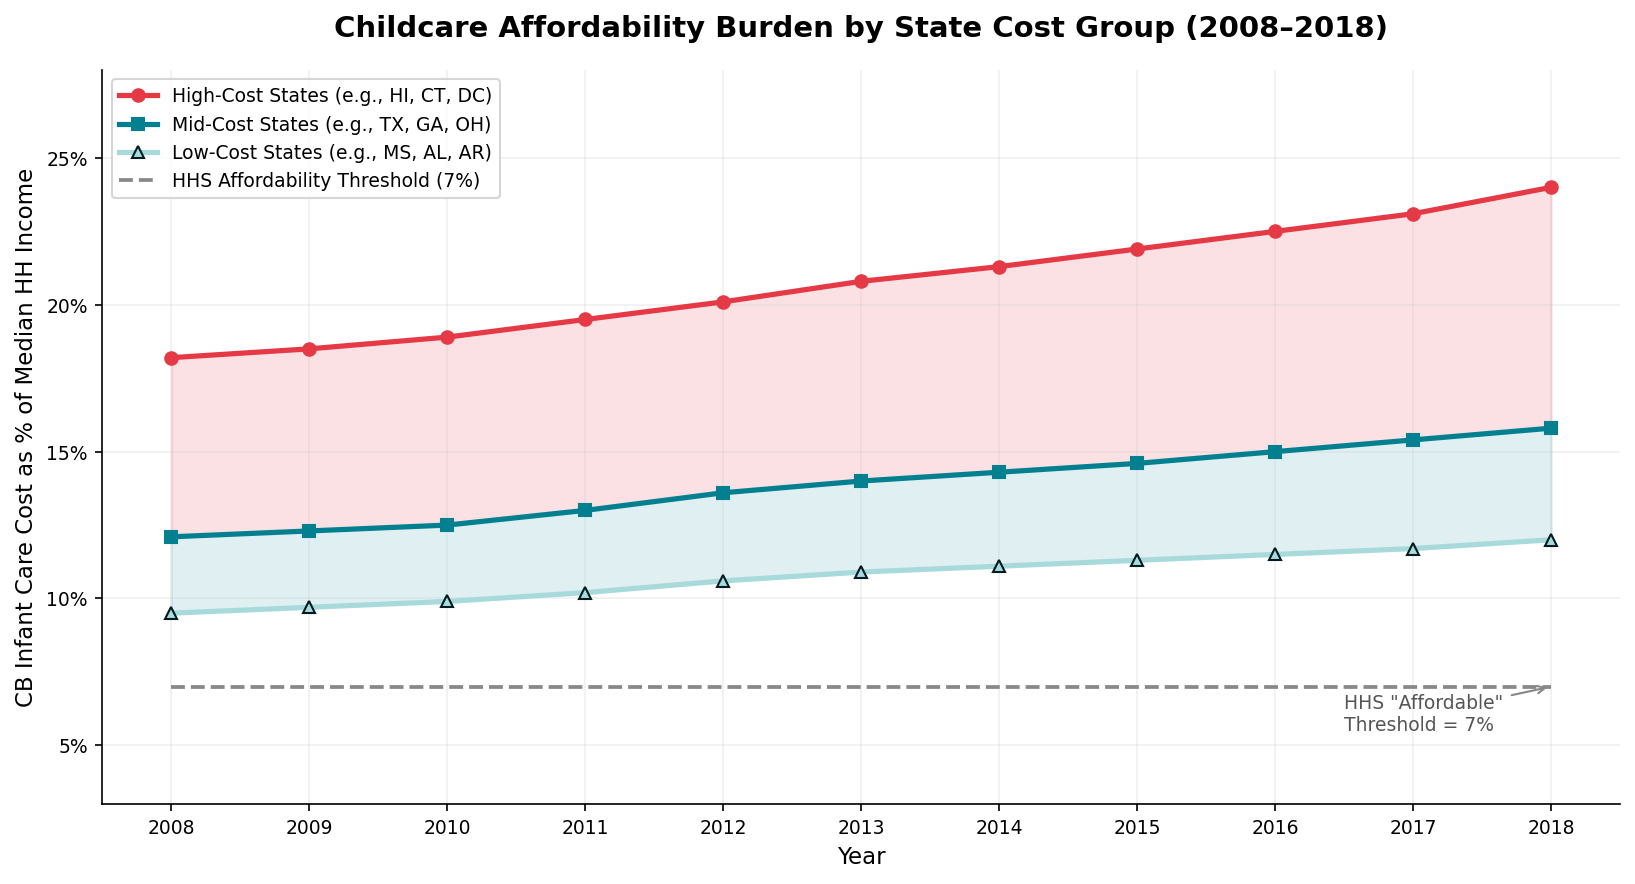 Childcare Affordability Burden by State Cost Group (2008–2018)
High-Cost States (e.g., HI, CT, DC)
Mid-Cost States (e.g., TX, GA, OH)
Low-Cost States (e.g., MS, AL, AR)
HHS Affordability Threshold (7%)
CB Infant Care Cost as % of Median HH Income
25%
20%
15%
10%
5%
HHS "Affordable"
Threshold = 7%
2008 2009 2010 2011 2012 2013 2014 2015 2016 2017 2018
Year